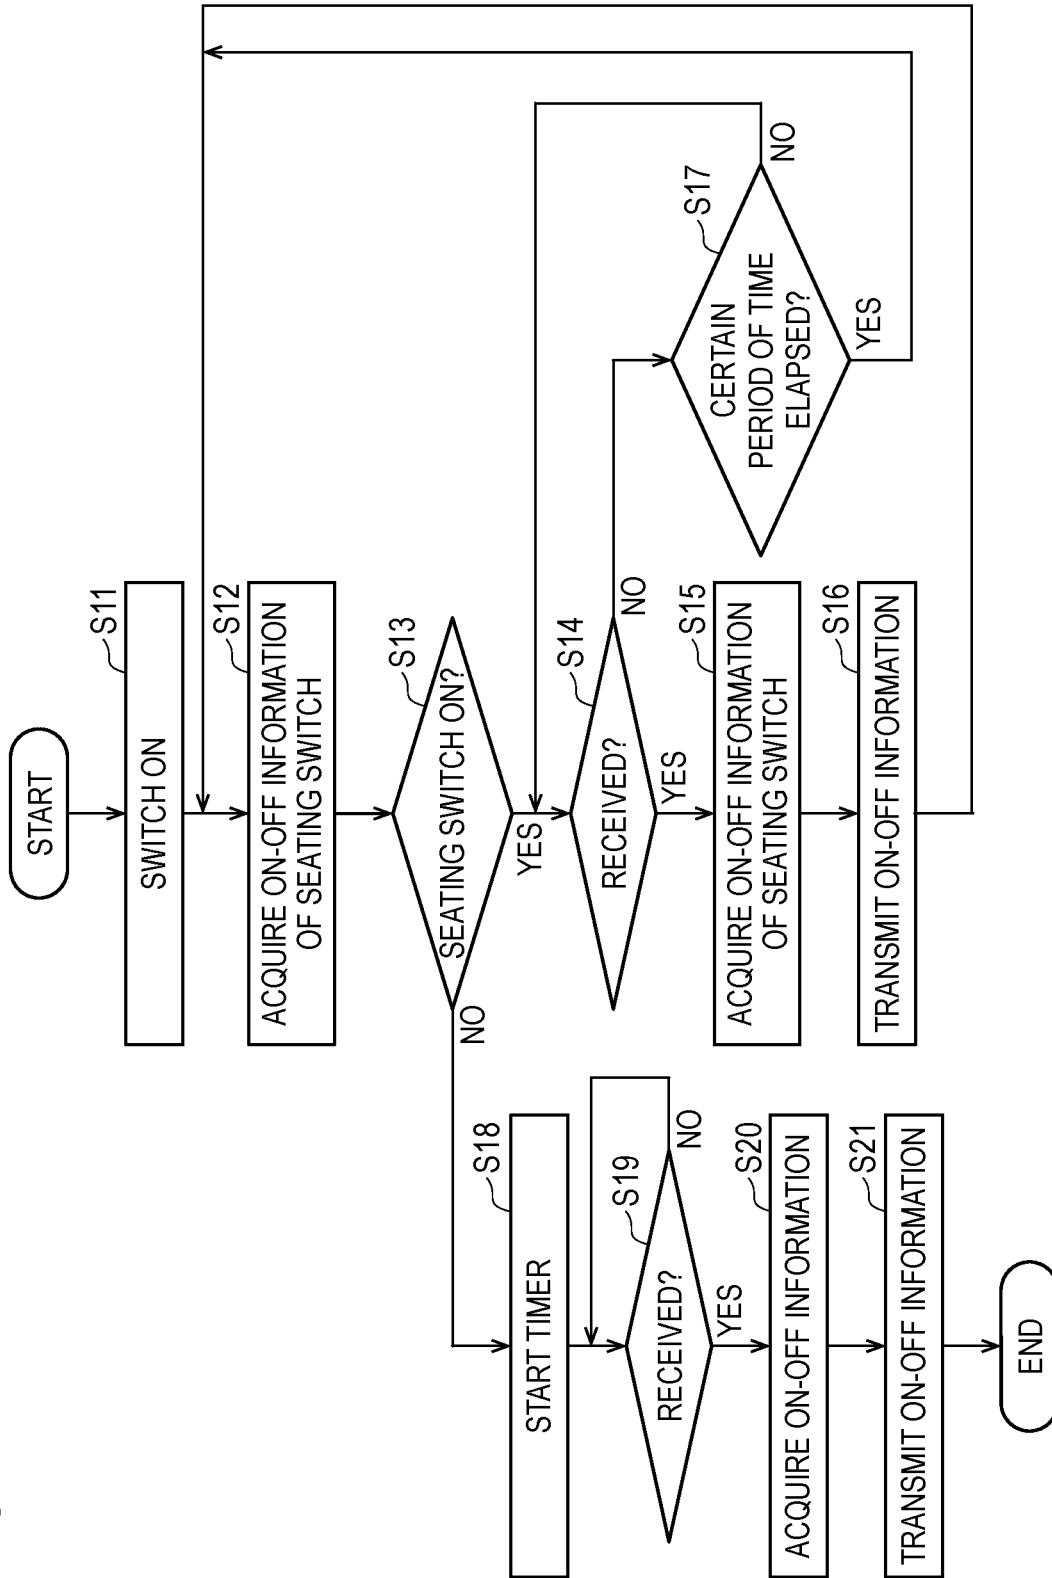 START
SWITCH ON
S11
ACQUIRE ON-OFF INFORMATION
OF SEATING SWITCH
S12
SEATING SWITCH ON?
S13
NO
YES
RECEIVED?
S14
NO
YES
CERTAIN
PERIOD OF TIME
ELAPSED?
S17
NO
YES
ACQUIRE ON-OFF INFORMATION
OF SEATING SWITCH
S15
TRANSMIT ON-OFF INFORMATION
S16
START TIMER
S18
RECEIVED?
S19
NO
YES
ACQUIRE ON-OFF INFORMATION
S20
TRANSMIT ON-OFF INFORMATION
S21
END